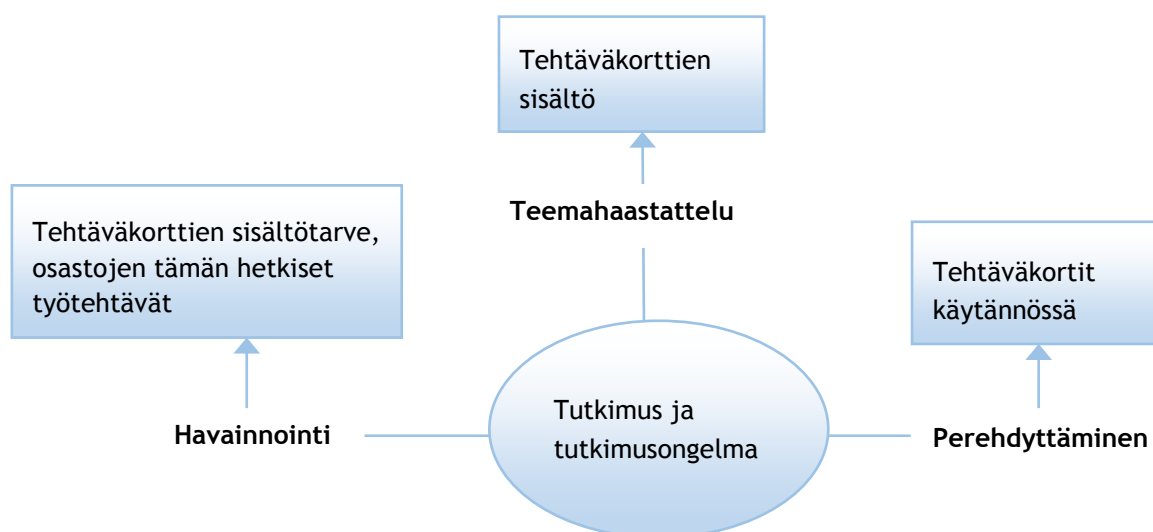 Tehtäväkorttien
sisältö
Teemahaastattelu
Tehtäväkorttien sisältötarve,
osastojen tämän hetkiset
työtehtävät
Tehtäväkortit
käytännössä
Havainnointi
Tutkimus ja
tutkimusongelma
Perehdyttäminen